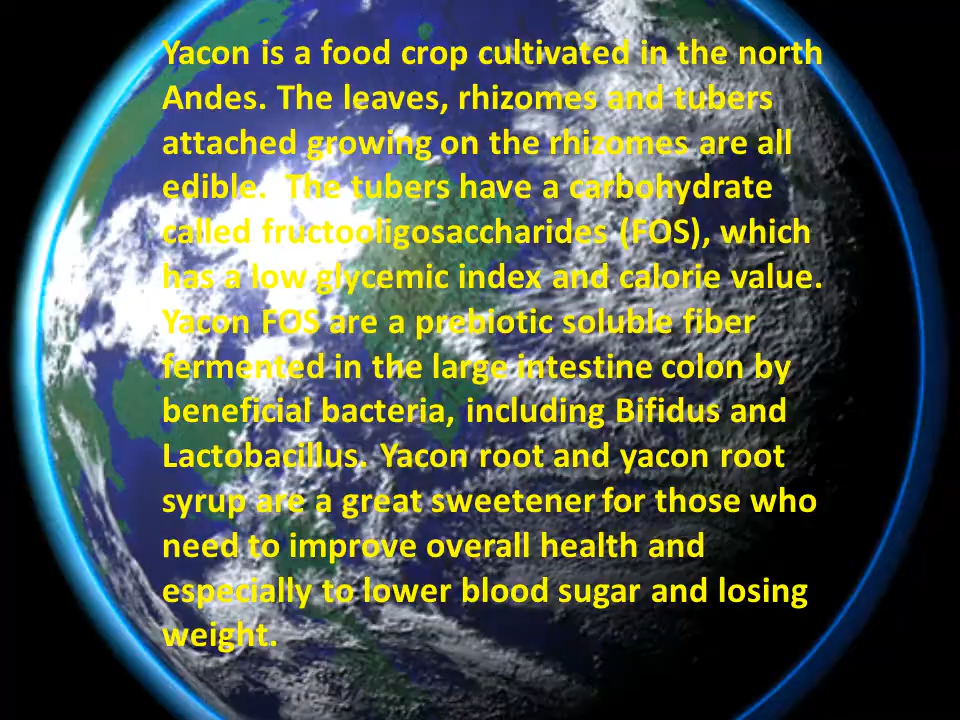 Yacon is a food crop cultivated in the north
Andes. The leaves, rhizomes and tubers
attached growing on the rhizomes are all
edible.  The tubers have a carbohydrate
called fructooligosaccharides (FOS), which
has a low glycemic index and calorie value.
Yacon FOS are a prebiotic soluble fiber
fermented in the large intestine colon by
beneficial bacteria, including Bifidus and
Lactobacillus. Yacon root and yacon root
syrup are a great sweetener for those who
need to improve overall health and
especially to lower blood sugar and losing
weight.